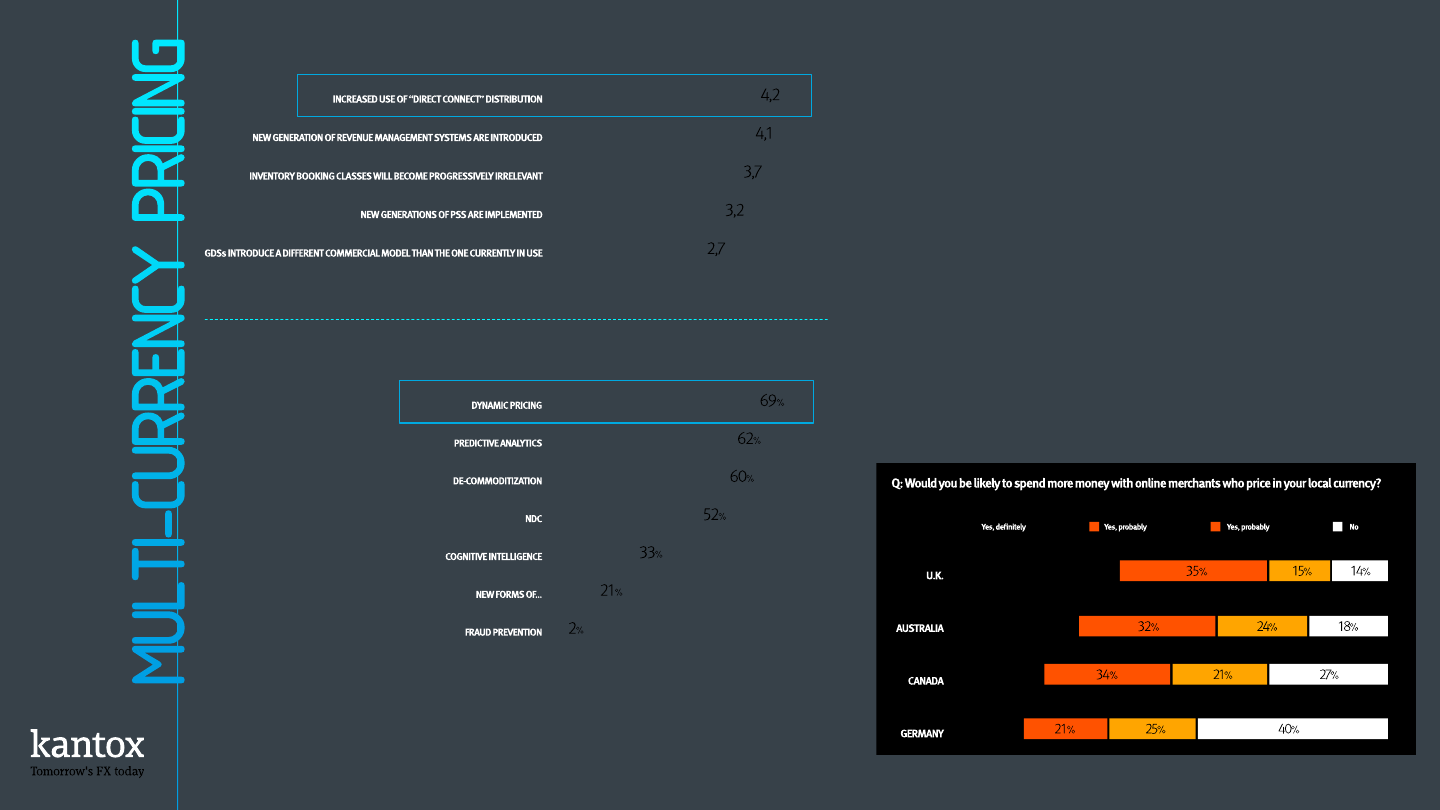 MULTI-CURRENCY PRICING
INCREASED USE OF “DIRECT CONNECT” DISTRIBUTION 4,2
NEW GENERATION OF REVENUE MANAGEMENT SYSTEMS ARE INTRODUCED 4,1
INVENTORY BOOKING CLASSES WILL BECOME PROGRESSIVELY IRRELEVANT 3,7
NEW GENERATIONS OF PSS ARE IMPLEMENTED 3,2
GDSs INTRODUCE A DIFFERENT COMMERCIAL MODEL THAN THE ONE CURRENTLY IN USE 2,7
DYNAMIC PRICING 69%
PREDICTIVE ANALYTICS 62%
DE-COMMODITIZATION 60%
NDC 52%
COGNITIVE INTELLIGENCE 33%
NEW FORMS OF... 21%
FRAUD PREVENTION 2%
Q: Would you be likely to spend more money with online merchants who price in your local currency?
Yes, definitely Yes, probably Yes, probably No
U.K. 35% 15% 14%
AUSTRALIA 32% 24% 18%
CANADA 34% 21% 27%
GERMANY 21% 25% 40%
kantox
Tomorrow's FX today